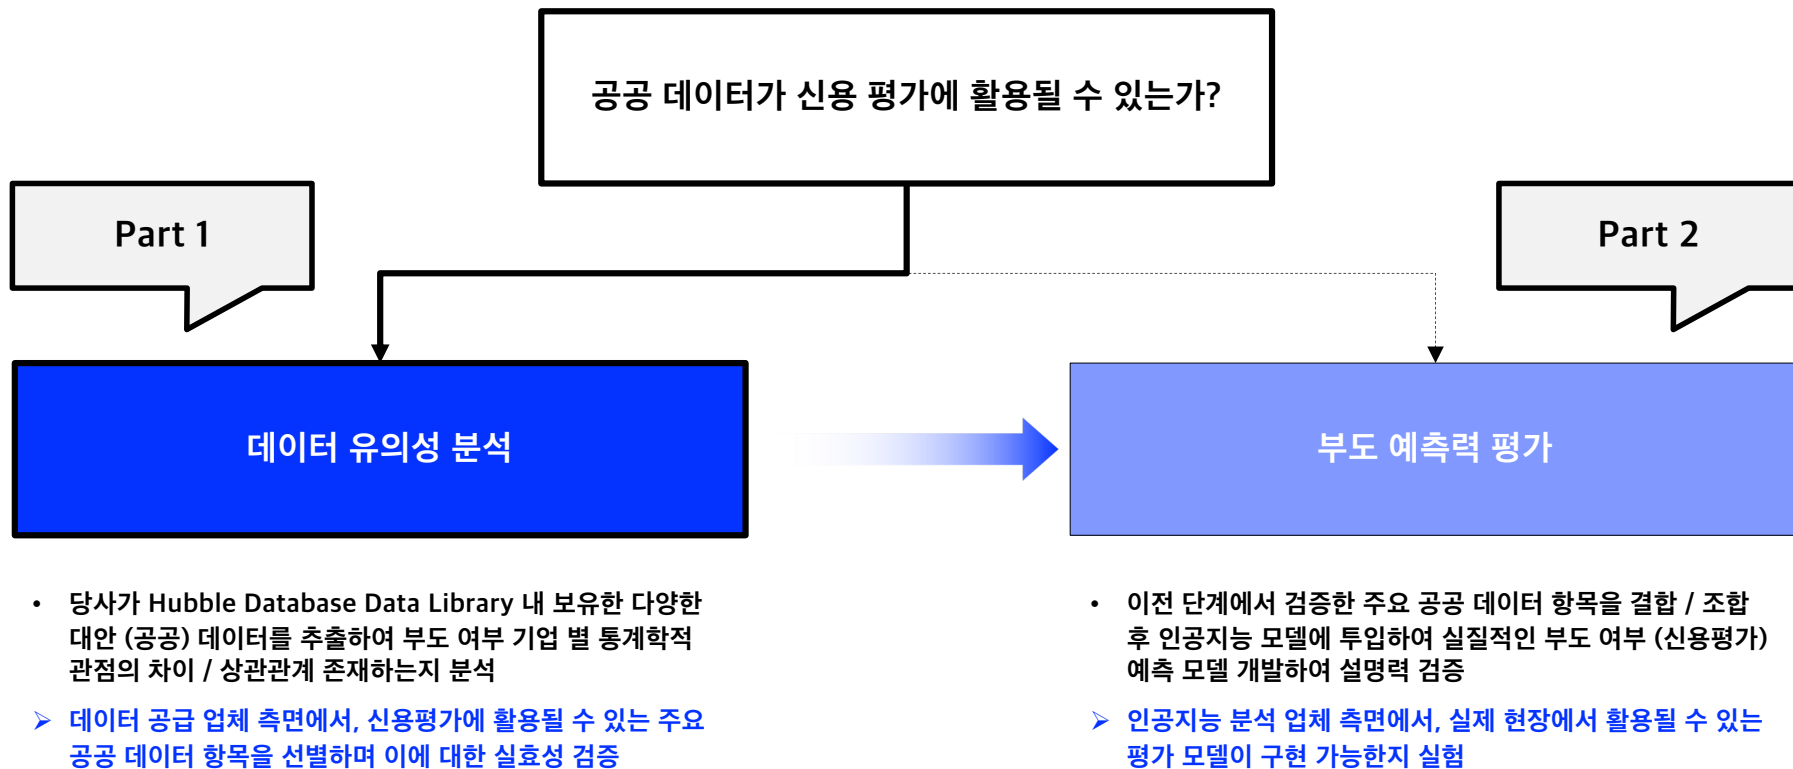 공공 데이터가 신용 평가에 활용될 수 있는가?
Part 1
Part 2
데이터 유의성 분석
부도 예측력 평가
• 당사가 Hubble Database Data Library 내 보유한 다양한
대안 (공공) 데이터를 추출하여 부도 여부 기업 별 통계학적
관점의 차이 / 상관관계 존재하는지 분석
➢ 데이터 공급 업체 측면에서, 신용평가에 활용될 수 있는 주요
공공 데이터 항목을 선별하며 이에 대한 실효성 검증
• 이전 단계에서 검증한 주요 공공 데이터 항목을 결합 / 조합
후 인공지능 모델에 투입하여 실질적인 부도 여부 (신용평가)
예측 모델 개발하여 설명력 검증
➢ 인공지능 분석 업체 측면에서, 실제 현장에서 활용될 수 있는
평가 모델이 구현 가능한지 실험